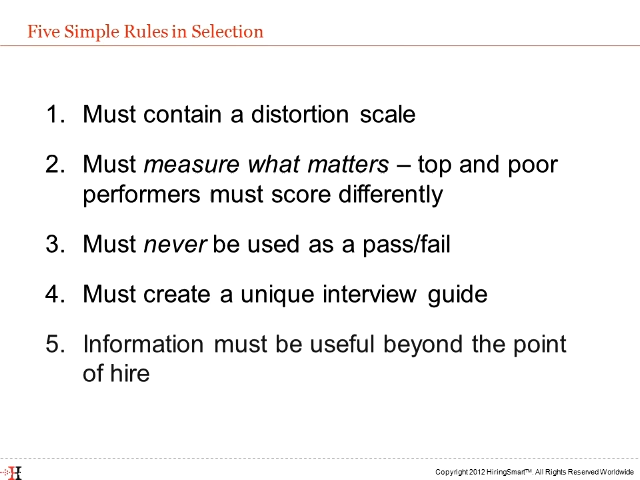 Five Simple Rules in Selection
1. Must contain a distortion scale
2. Must measure what matters – top and poor
performers must score differently
3. Must never be used as a pass/fail
4. Must create a unique interview guide
5. Information must be useful beyond the point
of hire
H
Copyright 2012 HiringSmart™. All Rights Reserved Worldwide